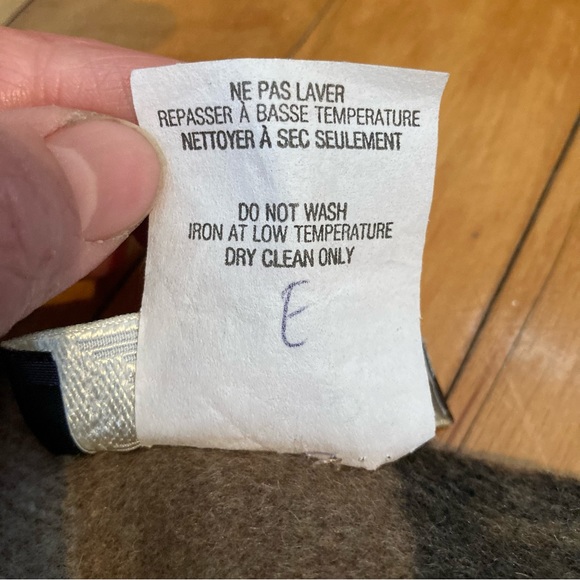 NE PAS LAVER
REPASSER À BASSE TEMPERATURE
NETTOYER À SEC SEULEMENT
DO NOT WASH
IRON AT LOW TEMPERATURE
DRY CLEAN ONLY
E